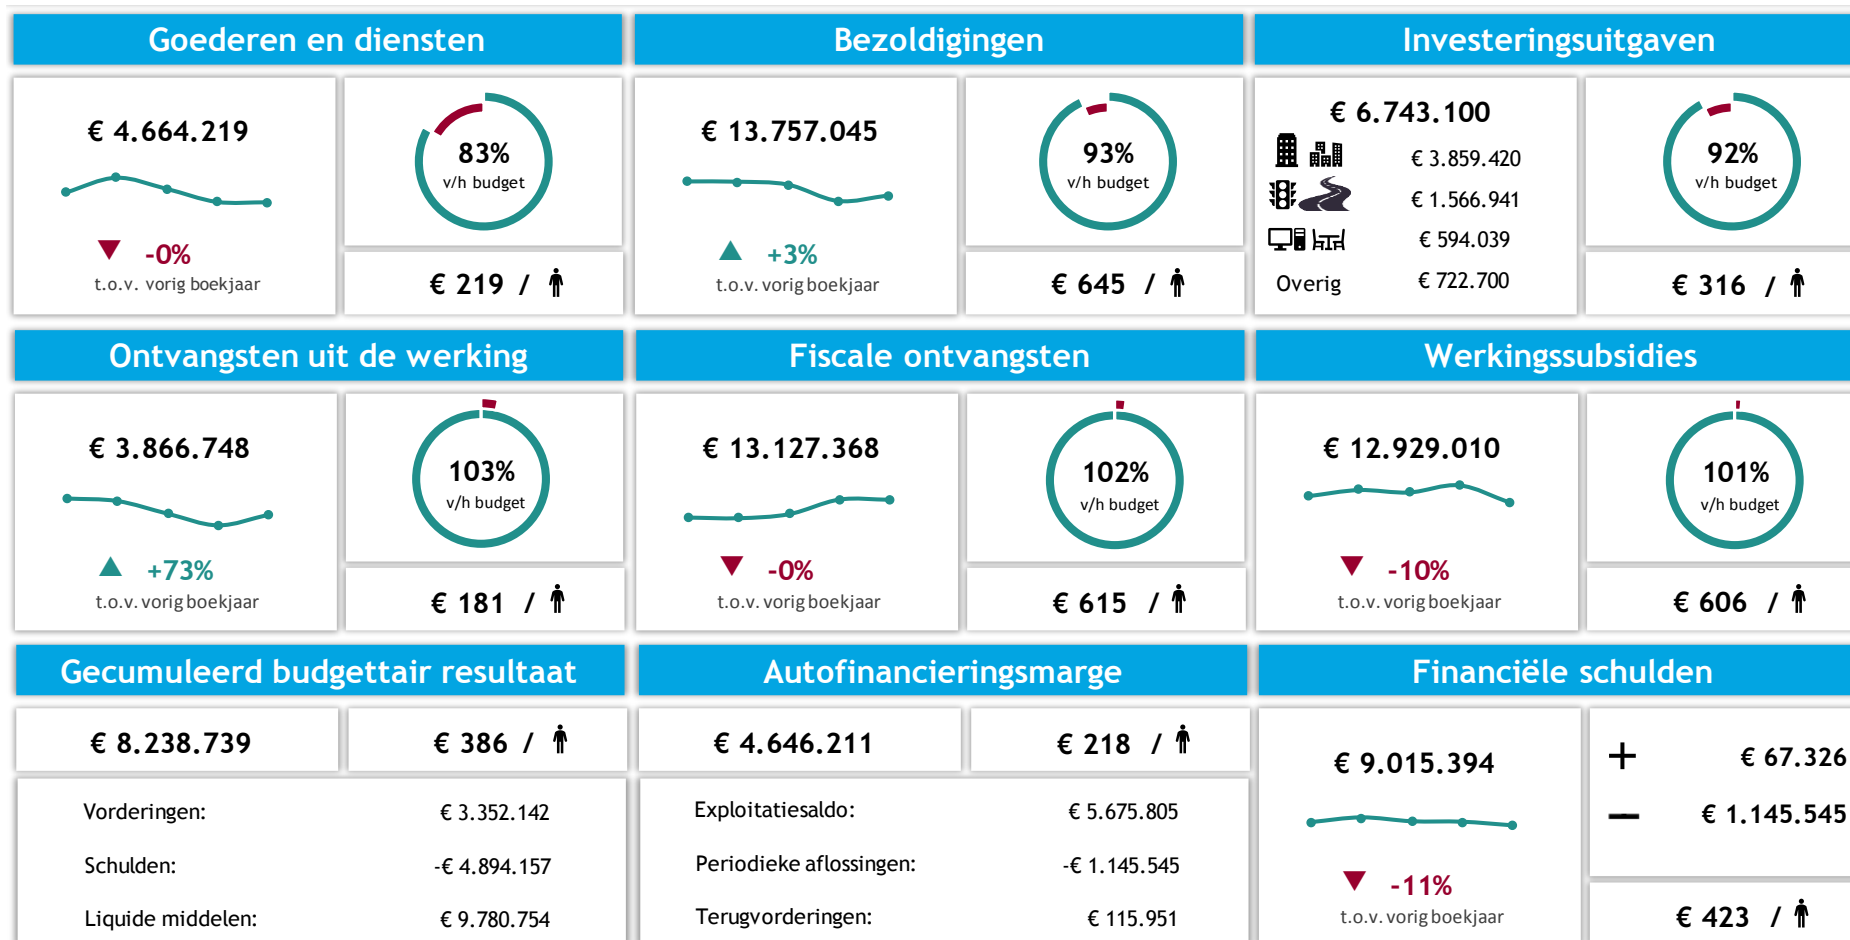 Goederen en diensten
€ 4.664.219
-0%
t.o.v. vorig boekjaar
83%
v/h budget
€ 219 /
Bezoldigingen
€ 13.757.045
+3%
t.o.v. vorig boekjaar
93%
v/h budget
€ 645 /
Investeringsuitgaven
€ 6.743.100
€ 3.859.420
€ 1.566.941
€ 594.039
Overig € 722.700
92%
v/h budget
€ 316 /
Ontvangsten uit de werking
€ 3.866.748
+73%
t.o.v. vorig boekjaar
103%
v/h budget
€ 181 /
Fiscale ontvangsten
€ 13.127.368
-0%
t.o.v. vorig boekjaar
102%
v/h budget
€ 615 /
Werkingssubsidies
€ 12.929.010
-10%
t.o.v. vorig boekjaar
101%
v/h budget
€ 606 /
Gecumuleerd budgettair resultaat
€ 8.238.739
€ 386 /
Vorderingen: € 3.352.142
Schulden: -€ 4.894.157
Liquide middelen: € 9.780.754
Autofinancieringsmarge
€ 4.646.211
€ 218 /
Exploitatiesaldo: € 5.675.805
Periodieke aflossingen: -€ 1.145.545
Terugvorderingen: € 115.951
Financiële schulden
€ 9.015.394
-11%
t.o.v. vorig boekjaar
+ € 67.326
− € 1.145.545
€ 423 /